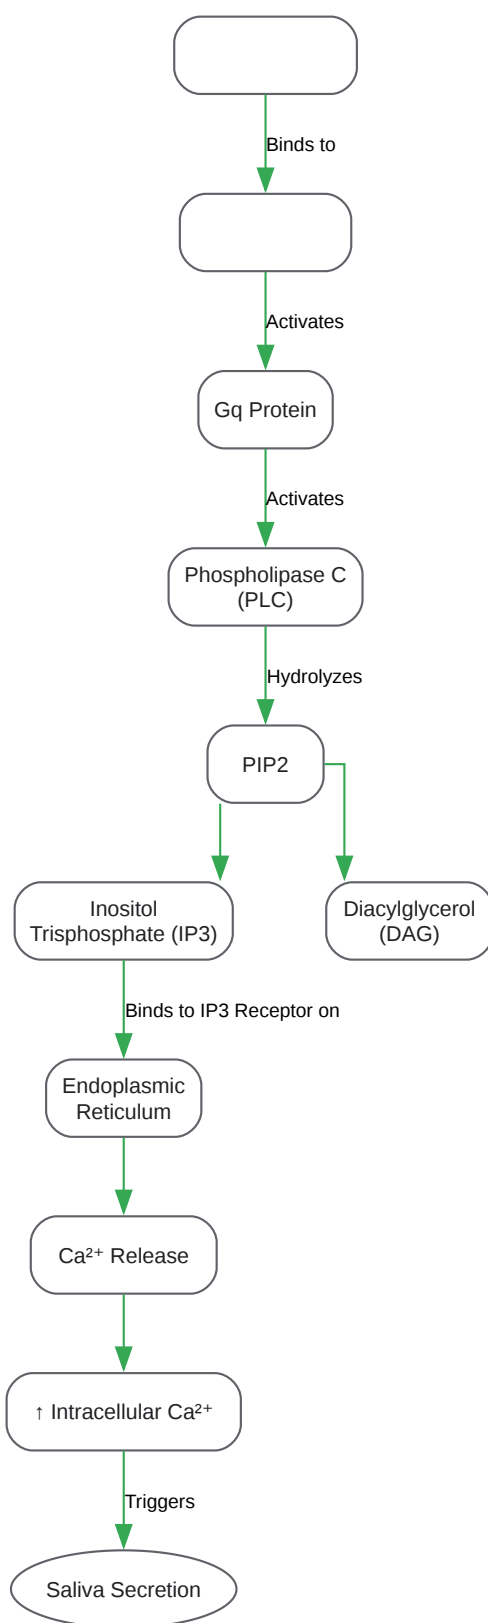 Binds to
Activates
Gq Protein
Activates
Phospholipase C
(PLC)
Hydrolyzes
PIP2
Inositol
Trisphosphate (IP3)
Diacylglycerol
(DAG)
Binds to IP3 Receptor on
Endoplasmic
Reticulum
Ca²⁺ Release
↑ Intracellular Ca²⁺
Triggers
Saliva Secretion